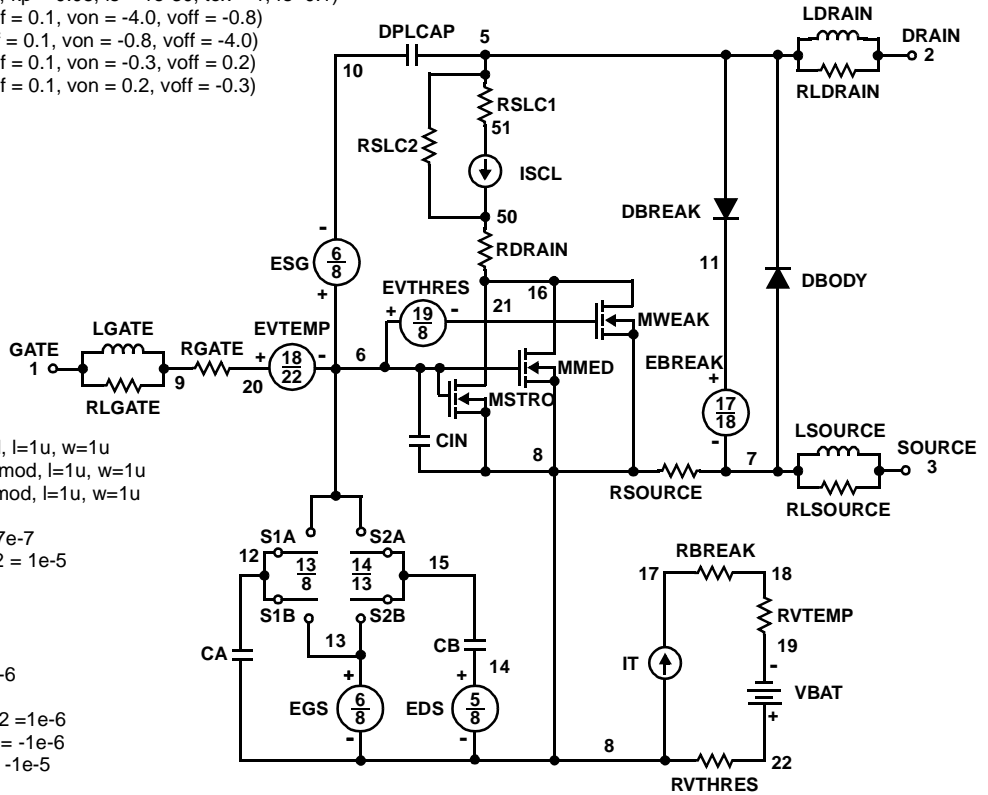 f = 0.1, von = -4.0, voff = -0.8)
f = 0.1, von = -0.8, voff = -4.0)
f = 0.1, von = -0.3, voff = 0.2)
f = 0.1, von = 0.2, voff = -0.3)
LDRAIN
DPLCAP 5 DRAIN
10 2
RSLC1 RLDRAIN
51
RSLC2
ISCL
50 DBREAK
-
RDRAIN
ESG 6/8 11
+ EVTHRES 16 DBODY
+ 19/8 - 21 MWEAK
LGATE EVTEMP
GATE RGATE + 18/22 - 6 EBREAK
1 MMED +
9 20 17/18
RLGATE MSTRO -
CIN LSOURCE
l, l=1u, w=1u 8 7 SOURCE
mod, l=1u, w=1u 3
mod, l=1u, w=1u RSOURCE RLSOURCE
7e-7 S1A S2A
2 = 1e-5 12 13/8 14/13 15 RBREAK
17 18
S1B S2B RVTEMP
13 CB 19
CA 14 IT -
-6 + + VBAT
EGS 6/8 EDS 5/8
2 =1e-6 +
= -1e-6 - - 8
-1e-5 22
RVTHRES